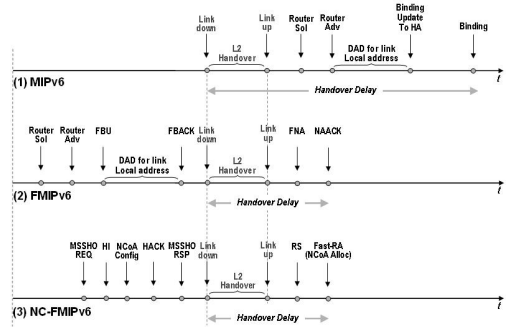 Link
down
Link
up
Router
Sol
Router
Adv
Binding
Update
To HA
Binding
L2
Handover
DAD for link
Local address
t
(1) MIPv6
Handover Delay
Router
Sol
Router
Adv
FBU
FBACK
Link
down
Link
up
FNA
NAACK
DAD for link
Local address
L2
Handover
t
(2) FMIPv6
Handover Delay
MSSHO
REQ
HI
NCoA
Config
HACK
MSSHO
RSP
Link
down
Link
up
RS
Fast-RA
(NCoA Alloc)
L2
Handover
t
(3) NC-FMIPv6
Handover Delay